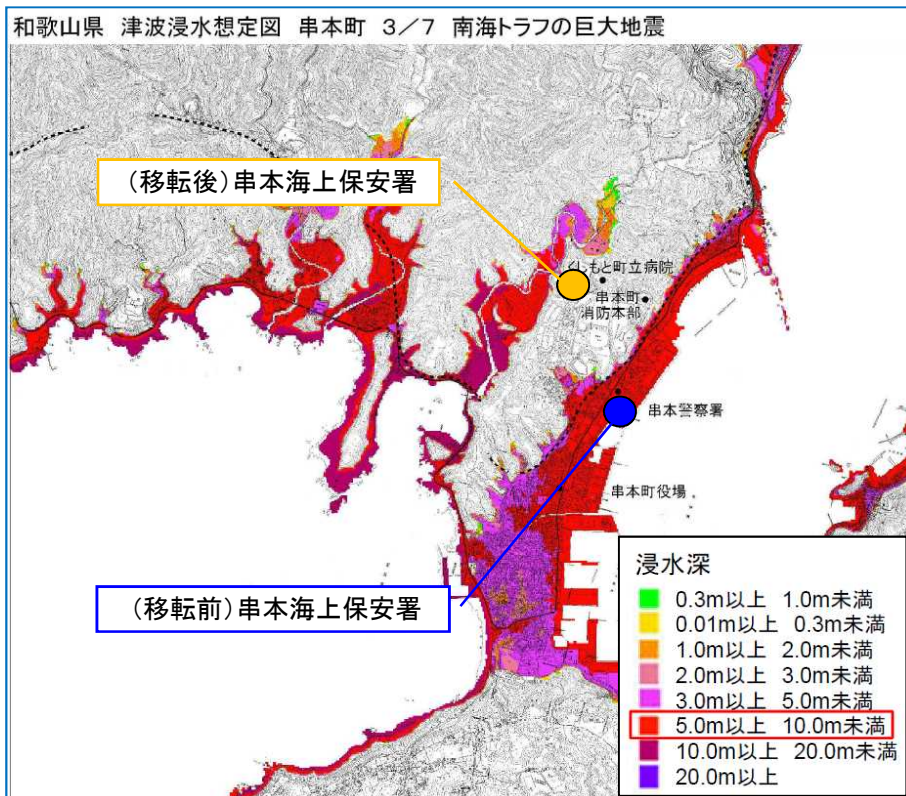 和歌山県 津波浸水想定図 串本町 3／7 南海トラフの巨大地震
（移転後）串本海上保安署
くしもと町立病院
串本町
消防本部
串本警察署
串本町役場
（移転前）串本海上保安署
浸水深
0.3m以上 1.0m未満
0.01m以上 0.3m未満
1.0m以上 2.0m未満
2.0m以上 3.0m未満
3.0m以上 5.0m未満
5.0m以上 10.0m未満
10.0m以上 20.0m未満
20.0m以上